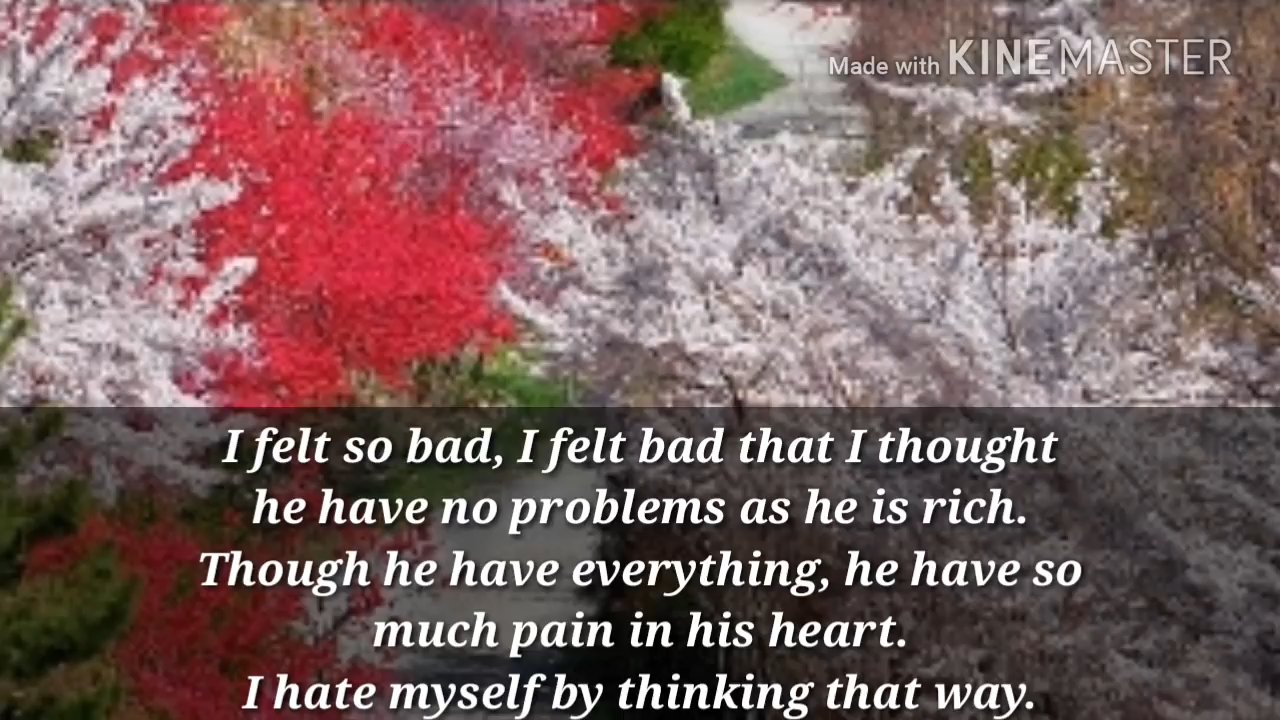 Made with KINEMASTER
I felt so bad, I felt bad that I thought
he have no problems as he is rich.
Though he have everything, he have so
much pain in his heart.
I hate myself by thinking that way.